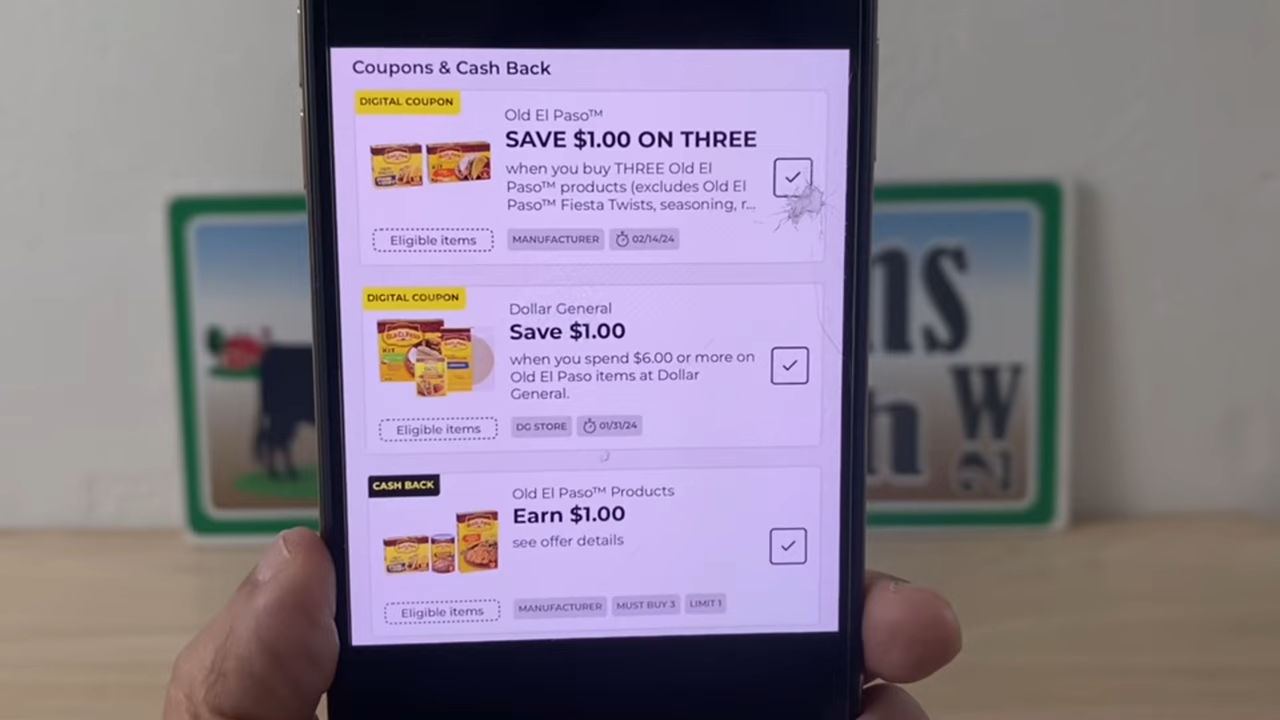 Coupons & Cash Back
DIGITAL COUPON
Old El Paso™
SAVE $1.00 ON THREE
when you buy THREE Old El
Paso™ products (excludes Old El
Paso™ Fiesta Twists, seasoning, r...
Eligible items
MANUFACTURER
02/14/24
DIGITAL COUPON
Dollar General
Save $1.00
when you spend $6.00 or more on
Old El Paso items at Dollar
General.
Eligible items
DG STORE
01/31/24
CASH BACK
Old El Paso™ Products
Earn $1.00
see offer details
Eligible items
MANUFACTURER
MUST BUY 3
LIMIT 1
ns
W
h